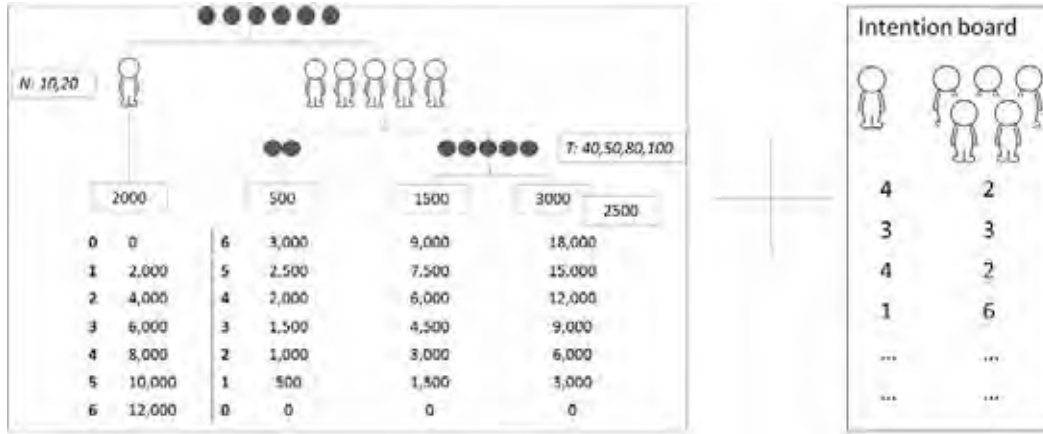 Intention board
N: 10,20
T: 40,50,80,100
2000 500 1500 3000 2500
0 0 6 3,000 9,000 18,000
1 2,000 5 2,500 7,500 15,000
2 4,000 4 2,000 6,000 12,000
3 6,000 3 1,500 4,500 9,000
4 8,000 2 1,000 3,000 6,000
5 10,000 1 500 1,500 3,000
6 12,000 0 0 0 0
4 2
3 3
4 2
1 6
... ...
... ...